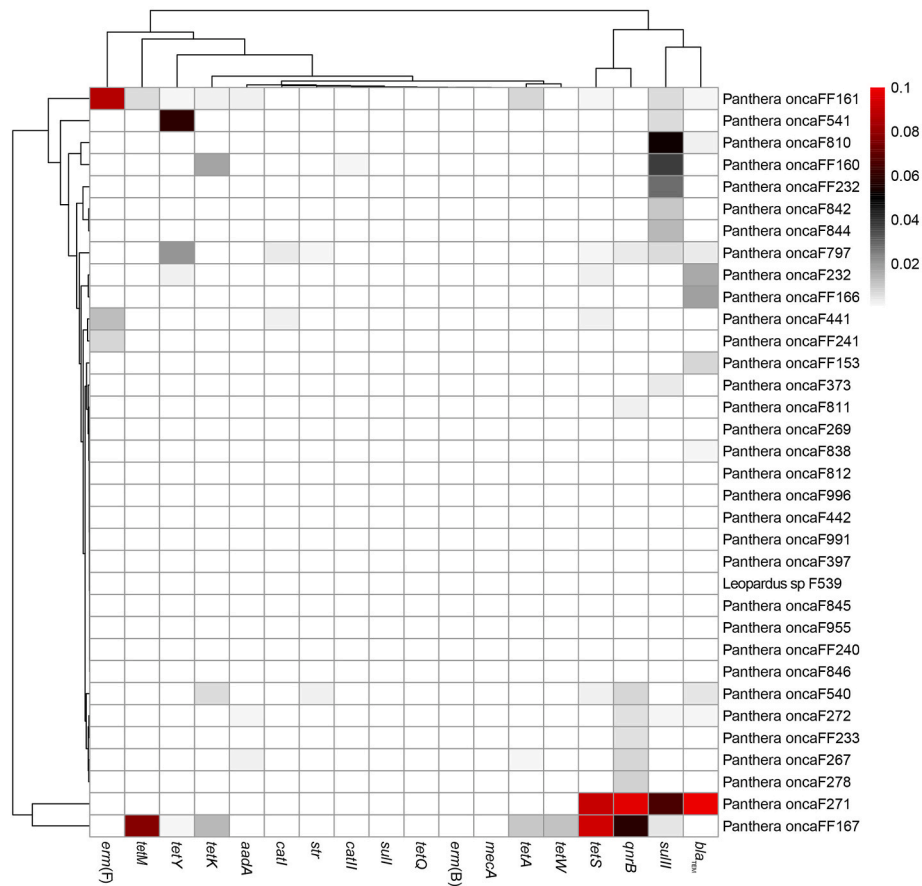 Panthera oncaFF161
Panthera oncaF541
Panthera oncaF810
Panthera oncaFF160
Panthera oncaFF232
Panthera oncaF842
Panthera oncaF844
Panthera oncaF797
Panthera oncaF232
Panthera oncaFF166
Panthera oncaF441
Panthera oncaFF241
Panthera oncaFF153
Panthera oncaF373
Panthera oncaF811
Panthera oncaF269
Panthera oncaF838
Panthera oncaF812
Panthera oncaF996
Panthera oncaF442
Panthera oncaF991
Panthera oncaF397
Leopardus sp F539
Panthera oncaF845
Panthera oncaF955
Panthera oncaFF240
Panthera oncaF846
Panthera oncaF540
Panthera oncaF272
Panthera oncaFF233
Panthera oncaF267
Panthera oncaF278
Panthera oncaF271
Panthera oncaFF167
0.1
0.08
0.06
0.04
0.02
erm(F)
tetM
tetY
tetK
aadA
catI
str
catII
sulI
tetQ
erm(B)
mecA
tetA
tetW
tetS
qnrB
sulII
blaTEM